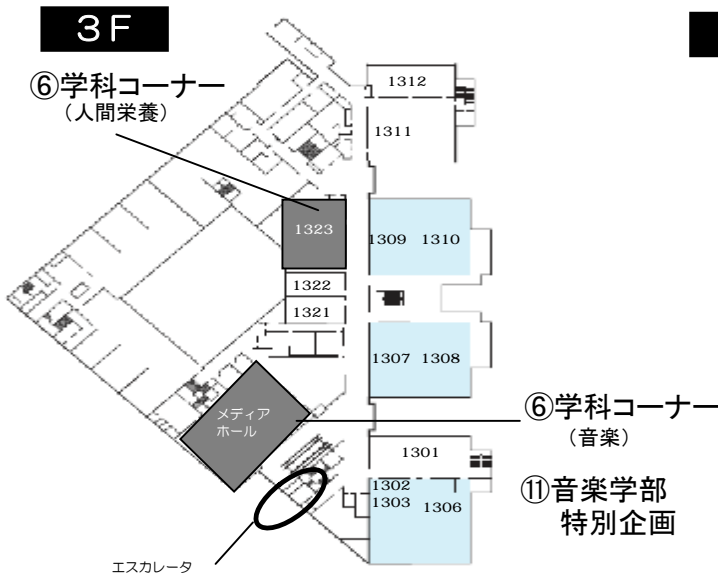 ３Ｆ
⑥学科コーナー
（人間栄養）
1312
1311
1323
1309 1310
1322
1321
1307 1308
メディア
ホール
⑥学科コーナー
（音楽）
1301
1302
1303 1306
⑪音楽学部
特別企画
エスカレータ